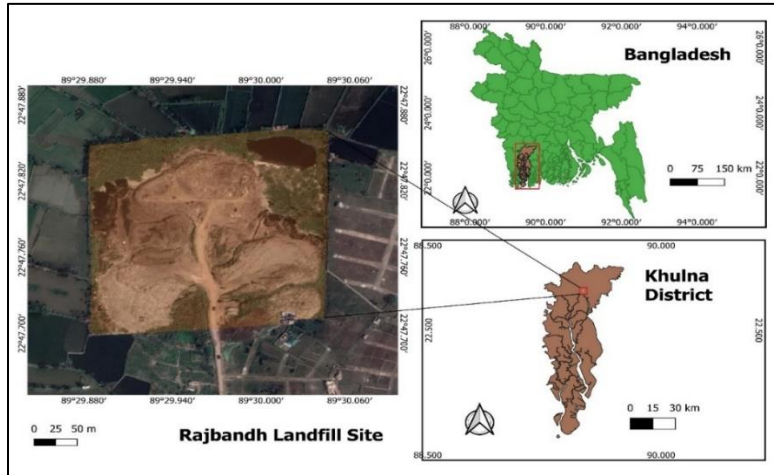 89°29.880' 89°29.940' 89°30.000' 89°30.060'
22°47.880' 22°47.880'
22°47.820' 22°47.820'
22°47.760' 22°47.760'
22°47.700' 22°47.700'
89°29.880' 89°29.940' 89°30.000' 89°30.060'
0 25 50 m
Rajbandh Landfill Site
88°0.000' 90°0.000' 92°0.000' 94°0.000'
26°0.000' 26°0.000'
Bangladesh
24°0.000' 24°0.000'
22°0.000' 22°0.000'
0 75 150 km
88°0.000' 90°0.000' 92°0.000' 94°0.000'
88.500 90.000
Khulna
District
22.500 22.500
0 15 30 km
88.500 90.000